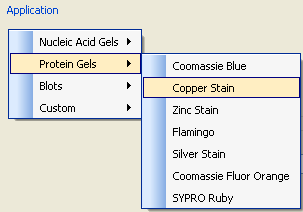 Application
Nucleic Acid Gels
Protein Gels
Blots
Custom
Coomassie Blue
Copper Stain
Zinc Stain
Flamingo
Silver Stain
Coomassie Fluor Orange
SYPRO Ruby